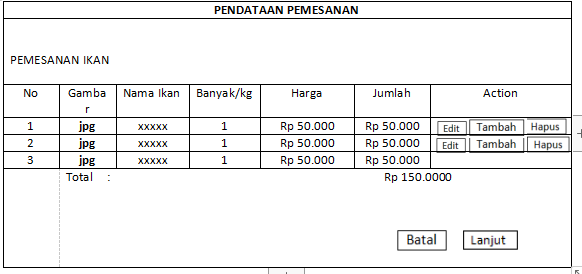 PENDATAAN PEMESANAN
PEMESANAN IKAN
No Gamba r Nama Ikan Banyak/kg Harga Jumlah Action
1 jpg xxxxx 1 Rp 50.000 Rp 50.000 Edit Tambah Hapus
2 jpg xxxxx 1 Rp 50.000 Rp 50.000 Edit Tambah Hapus
3 jpg xxxxx 1 Rp 50.000 Rp 50.000
Total : Rp 150.0000
Batal Lanjut